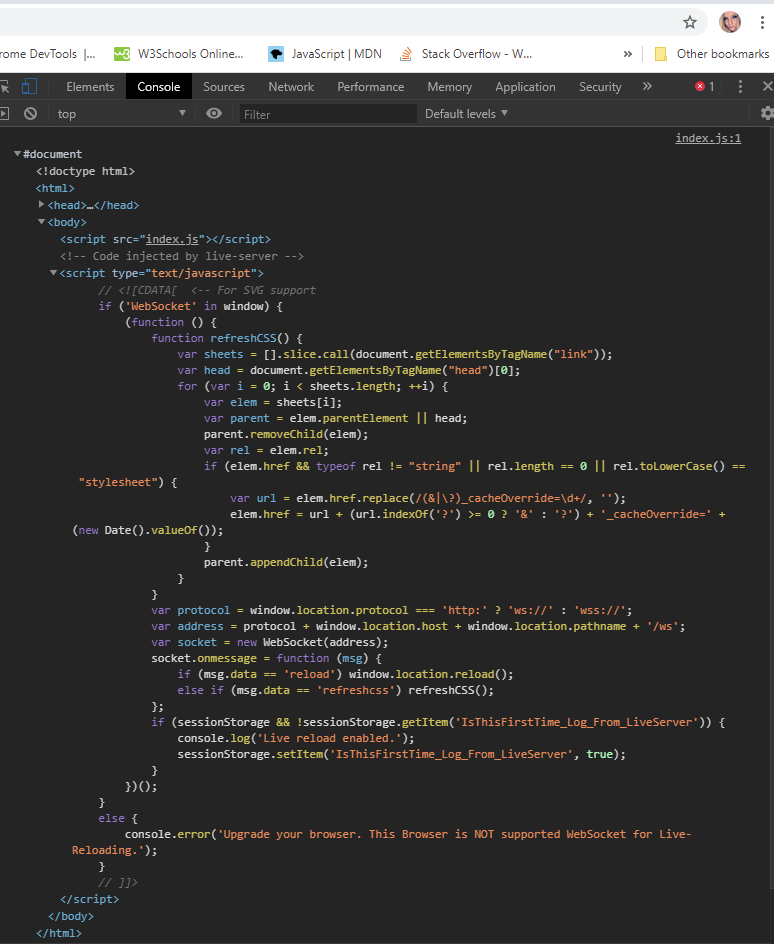 rome DevTools |... W3Schools Online... JavaScript | MDN Stack Overflow - W... » Other bookmarks
Elements Console Sources Network Performance Memory Application Security » 1
top Filter Default levels
index.js:1
#document
<!doctype html>
<html>
<head>…</head>
<body>
<script src="index.js"></script>
<!-- Code injected by live-server -->
<script type="text/javascript">
// <![CDATA[  <-- For SVG support
if ('WebSocket' in window) {
(function () {
function refreshCSS() {
var sheets = [].slice.call(document.getElementsByTagName("link"));
var head = document.getElementsByTagName("head")[0];
for (var i = 0; i < sheets.length; ++i) {
var elem = sheets[i];
var parent = elem.parentElement || head;
parent.removeChild(elem);
var rel = elem.rel;
if (elem.href && typeof rel != "string" || rel.length == 0 || rel.toLowerCase() ==
"stylesheet") {
var url = elem.href.replace(/(&|\?)_cacheOverride=\d+/, '');
elem.href = url + (url.indexOf('?') >= 0 ? '&' : '?') + '_cacheOverride=' +
(new Date().valueOf());
}
parent.appendChild(elem);
}
}
var protocol = window.location.protocol === 'http:' ? 'ws://' : 'wss://';
var address = protocol + window.location.host + window.location.pathname + '/ws';
var socket = new WebSocket(address);
socket.onmessage = function (msg) {
if (msg.data == 'reload') window.location.reload();
else if (msg.data == 'refreshcss') refreshCSS();
};
if (sessionStorage && !sessionStorage.getItem('IsThisFirstTime_Log_From_LiveServer')) {
console.log('Live reload enabled.');
sessionStorage.setItem('IsThisFirstTime_Log_From_LiveServer', true);
}
})();
}
else {
console.error('Upgrade your browser. This Browser is NOT supported WebSocket for Live-
Reloading.');
}
// ]]>
</script>
</body>
</html>